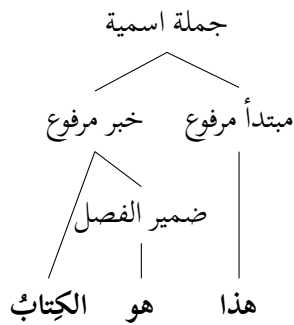 جملة اسمية
مبتدأ مرفوع خبر مرفوع
ضمير الفصل
هذا هو الكِتابُ